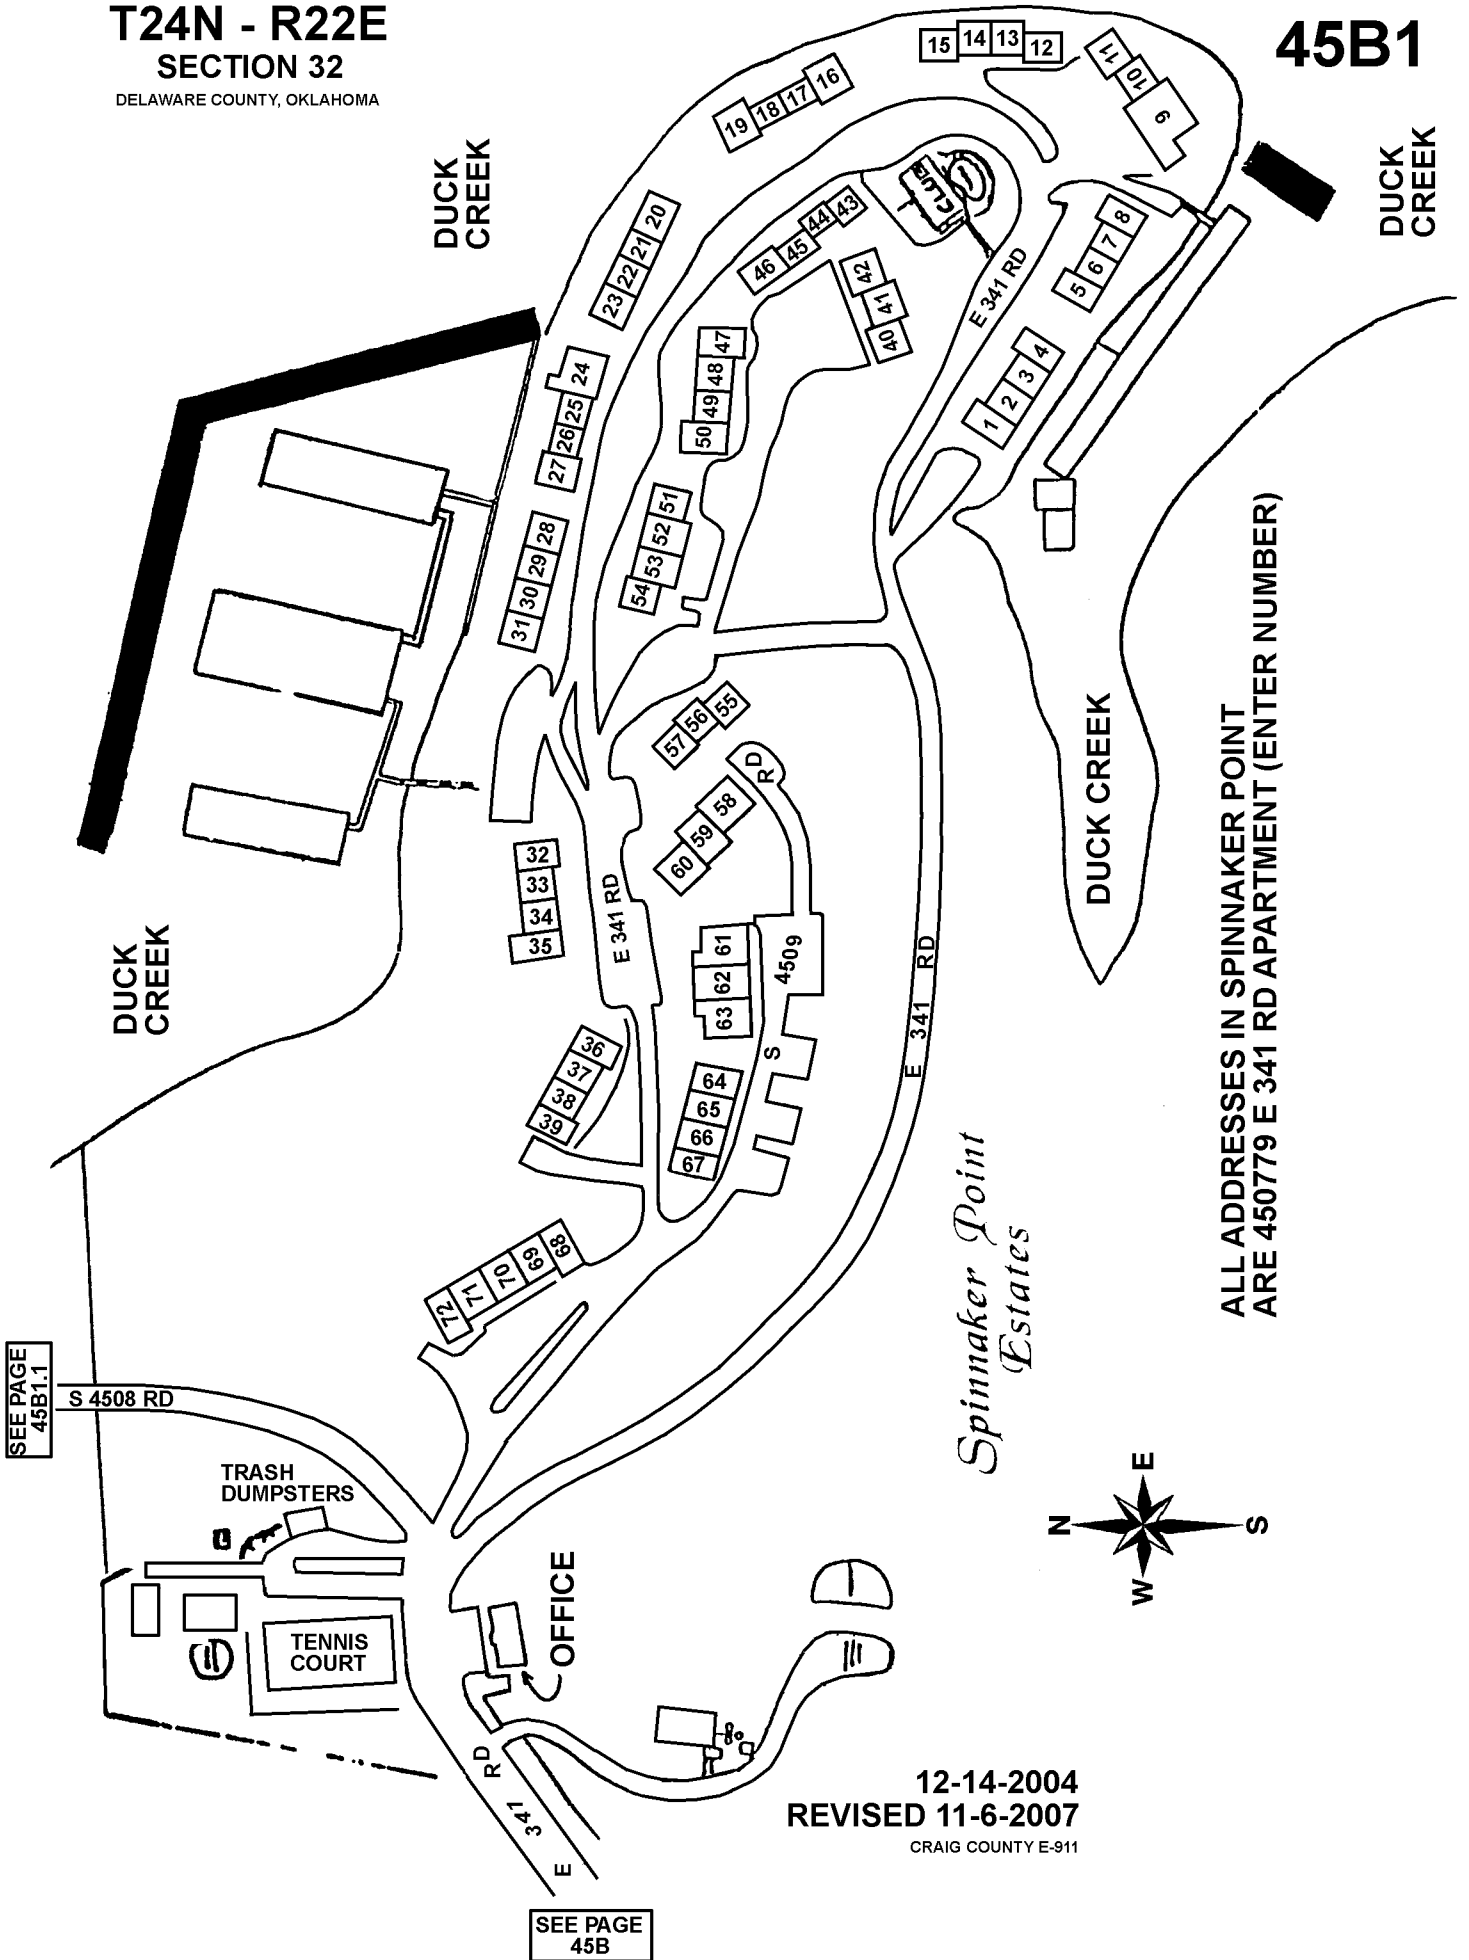 T24N - R22E
SECTION 32
DELAWARE COUNTY, OKLAHOMA
45B1
DUCK
CREEK
DUCK
CREEK
DUCK
CREEK
DUCK CREEK
15 14 13 12
11
10
9
16
17
18
19
20
21
22
23
24
25
26
27
28
29
30
31
CLUB
43
44
45
46
42
41
40
47
48
49
50
51
52
53
54
8
7
6
5
4
3
2
1
E 341 RD
55
56
57
58
59
60
RD
32
33
34
35
E 341 RD
61
62
63
4509
S
36
37
38
39
64
65
66
67
E 341 RD
68
69
70
71
72
Spinnaker Point
Estates
ALL ADDRESSES IN SPINNAKER POINT
ARE 450779 E 341 RD APARTMENT (ENTER NUMBER)
SEE PAGE
45B1.1
S 4508 RD
TRASH
DUMPSTERS
TENNIS
COURT
OFFICE
E 341 RD
N
E
S
W
12-14-2004
REVISED 11-6-2007
CRAIG COUNTY E-911
SEE PAGE
45B